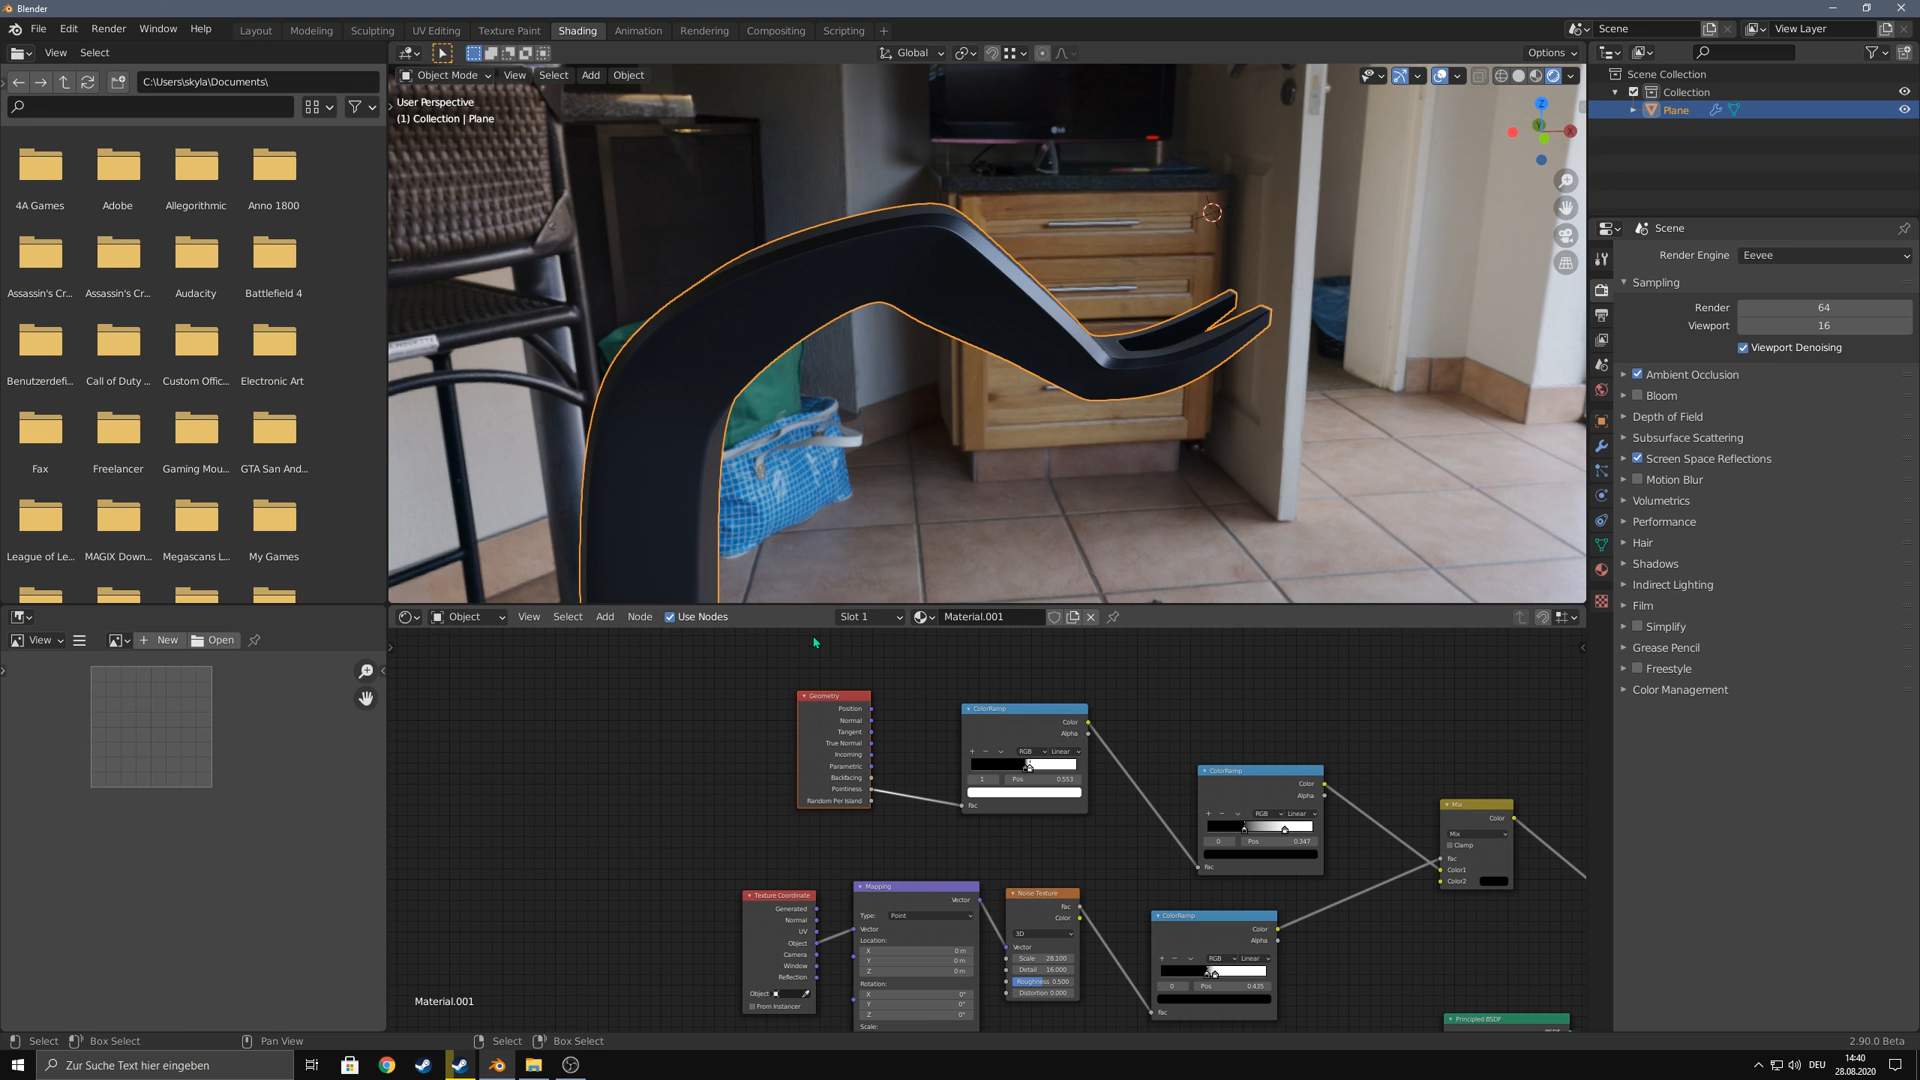 Blender
File Edit Render Window Help
Layout Modeling Sculpting UV Editing Texture Paint Shading Animation Rendering Compositing Scripting +
Scene
View Layer
View Select
Global
Options
C:\Users\skyla\Documents\
Object Mode View Select Add Object
User Perspective
(1) Collection | Plane
LG
Scene Collection
Collection
Plane
4A Games Adobe Allegorithmic Anno 1800
Assassin's Cr... Assassin's Cr... Audacity Battlefield 4
Benutzerdefi... Call of Duty ... Custom Offic... Electronic Art
Fax Freelancer Gaming Mou... GTA San And...
League of Le... MAGIX Down... Megascans L... My Games
Scene
Render Engine Eevee
Sampling
Render 64
Viewport 16
Viewport Denoising
Ambient Occlusion
Bloom
Depth of Field
Subsurface Scattering
Screen Space Reflections
Motion Blur
Volumetrics
Performance
Hair
Shadows
Indirect Lighting
Film
Simplify
Grease Pencil
Freestyle
Color Management
View + New Open
Object View Select Add Node Use Nodes Slot 1 Material.001
Geometry
Position
Normal
Tangent
True Normal
Incoming
Parametric
Backfacing
Pointiness
Random Per Island
ColorRamp
Color
Alpha
+ − RGB Linear
1 Pos 0.553
Fac
ColorRamp
Color
Alpha
+ − RGB Linear
0 Pos 0.347
Fac
Mix
Color
Mix
Clamp
Fac
Color1
Color2
Texture Coordinate
Generated
Normal
UV
Object
Camera
Window
Reflection
Object
From Instancer
Mapping
Vector
Type: Point
Vector
Location:
X 0 m
Y 0 m
Z 0 m
Rotation:
X 0°
Y 0°
Z 0°
Scale:
Noise Texture
Fac
Color
3D
Vector
Scale 28.100
Detail 16.000
Roughness 0.500
Distortion 0.000
ColorRamp
Color
Alpha
+ − RGB Linear
0 Pos 0.435
Fac
Principled BSDF
Material.001
Select Box Select Pan View Select Box Select
2.90.0 Beta
Zur Suche Text hier eingeben
DEU
14:40
28.08.2020